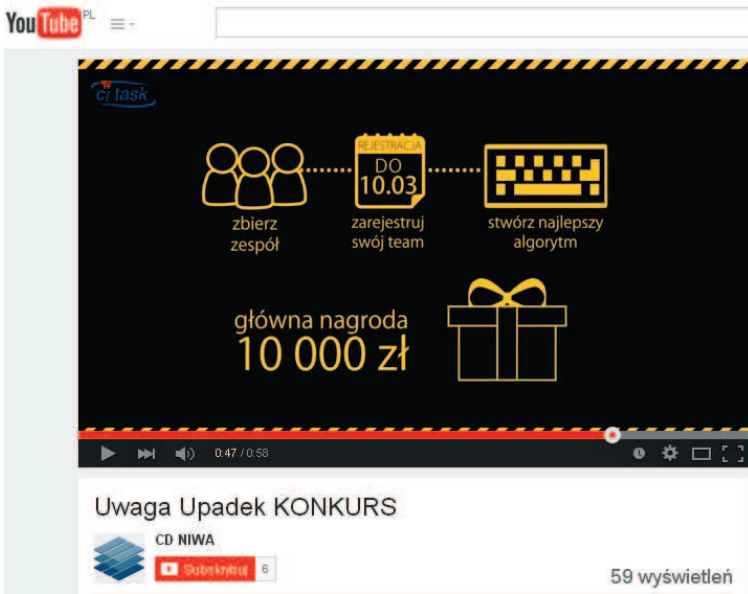 YouTube PL
ci task
REJESTRACJA
DO
10.03
zbierz
zespół
zarejestruj
swój team
stwórz najlepszy
algorytm
główna nagroda
10 000 zł
0:47 / 0:58
Uwaga Upadek KONKURS
CD NIWA
Subskrybuj 6
59 wyświetleń